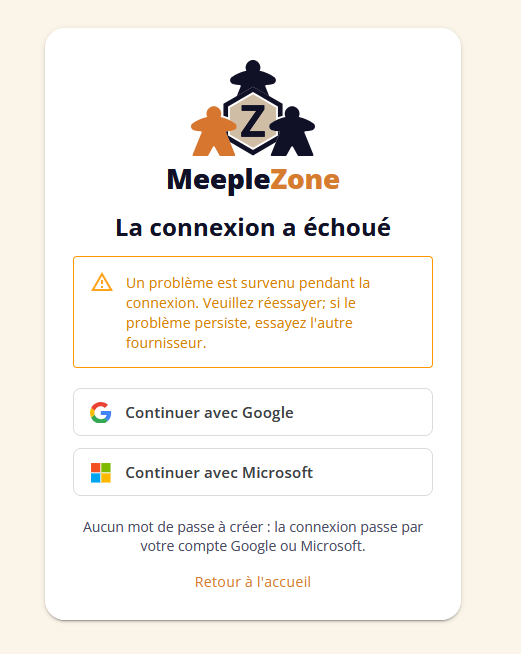 Z
MeepleZone
La connexion a échoué
Un problème est survenu pendant la
connexion. Veuillez réessayer; si le
problème persiste, essayez l'autre
fournisseur.
Continuer avec Google
Continuer avec Microsoft
Aucun mot de passe à créer : la connexion passe par
votre compte Google ou Microsoft.
Retour à l'accueil